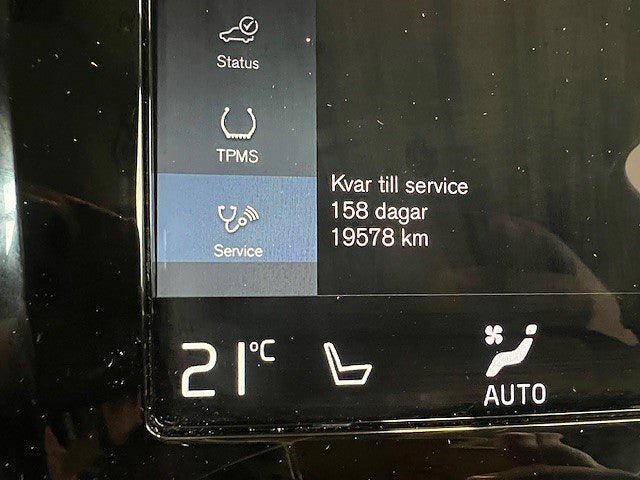 Status
TPMS
Service
Kvar till service
158 dagar
19578 km
21°C
AUTO